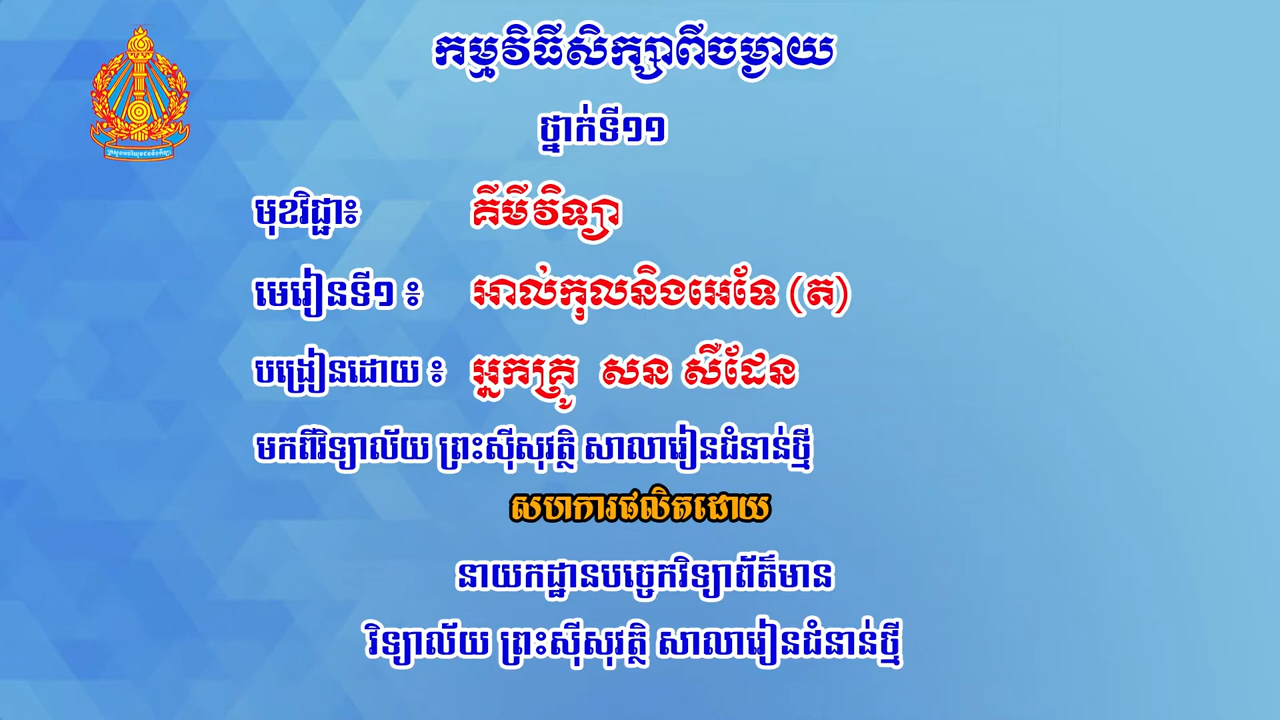 កម្មវិធីសិក្សាពីចម្ងាយ
ថ្នាក់ទី១១
មុខវិជ្ជា៖ គីមីវិទ្យា
មេរៀនទី១ ៖ អាល់កុលនិងអេទែ (ត)
បង្រៀនដោយ ៖ អ្នកគ្រូ សន សីដែន
មកពីវិទ្យាល័យ ព្រះស៊ីសុវត្ថិ សាលារៀនជំនាន់ថ្មី
សហការផលិតដោយ
នាយកដ្ឋានបច្ចេកវិទ្យាព័ត៌មាន
វិទ្យាល័យ ព្រះស៊ីសុវត្ថិ សាលារៀនជំនាន់ថ្មី